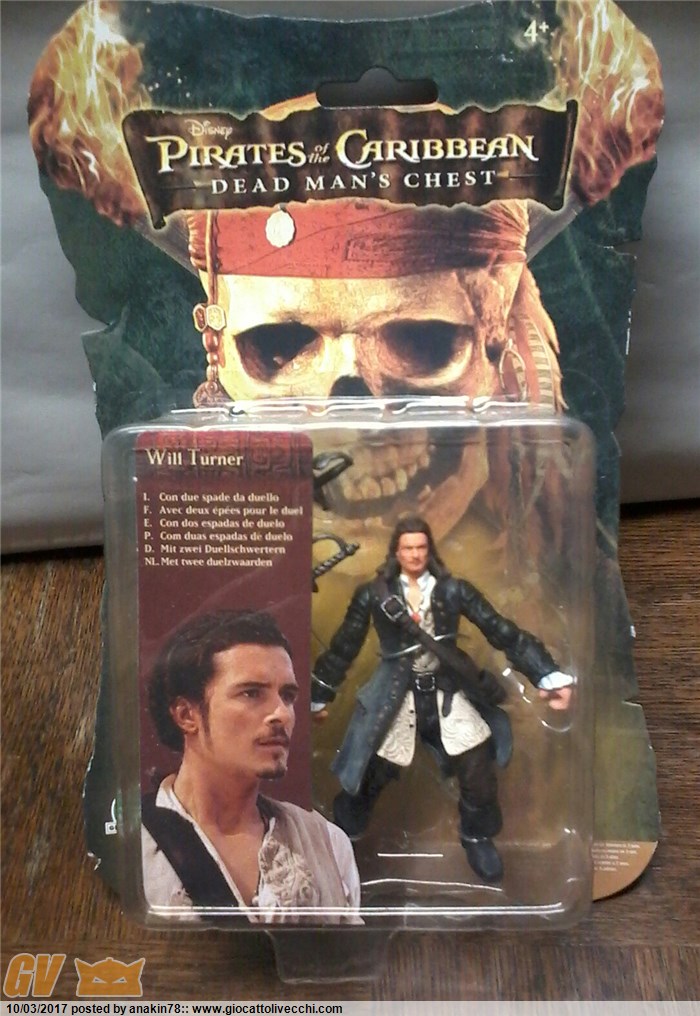 4+
Disney
PIRATES of the CARIBBEAN
DEAD MAN'S CHEST
Will Turner
I. Con due spade da duello
F. Avec deux épées pour le duel
E. Con dos espadas de duelo
P. Com duas espadas de duelo
D. Mit zwei Duellschwertern
NL. Met twee duelzwaarden
GV
10/03/2017 posted by anakin78:: www.giocattolivecchi.com